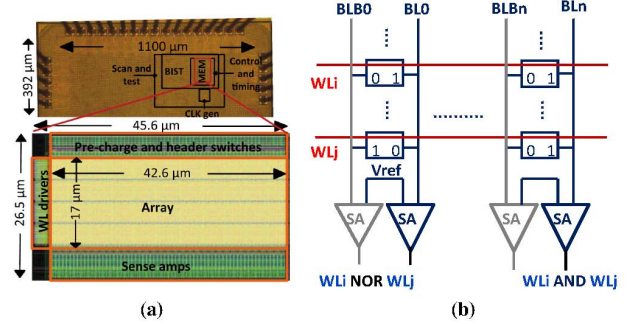 1100 µm
392 µm
Scan and test
BIST
MEM
Control and timing
CLK gen
45.6 µm
Pre-charge and header switches
42.6 µm
26.5 µm
WL drivers
17 µm
Array
Sense amps
(a)
BLB0 BL0 BLBn BLn
WLi
0 1 0 1
WLj
1 0 0 1
Vref
SA SA SA SA
WLi NOR WLj WLi AND WLj
(b)